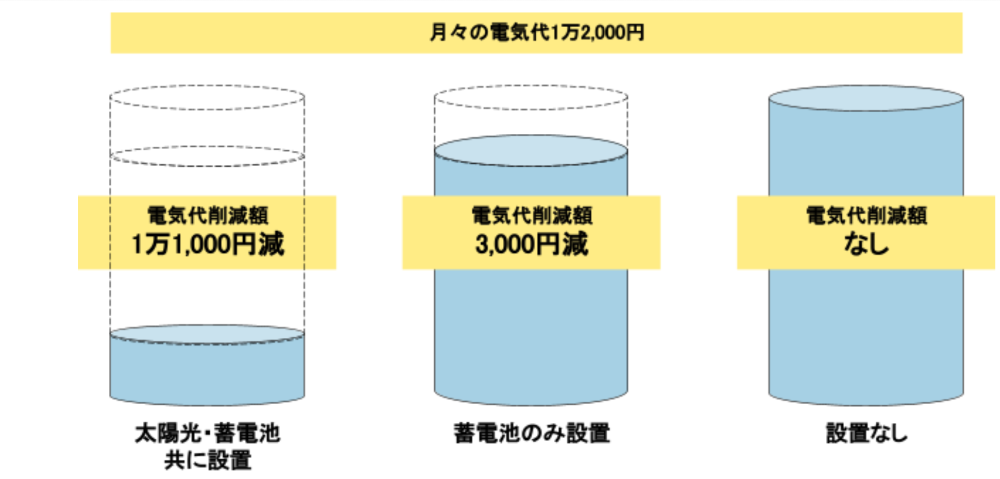 月々の電気代1万2,000円
電気代削減額
1万1,000円減
電気代削減額
3,000円減
電気代削減額
なし
太陽光・蓄電池
共に設置
蓄電池のみ設置
設置なし